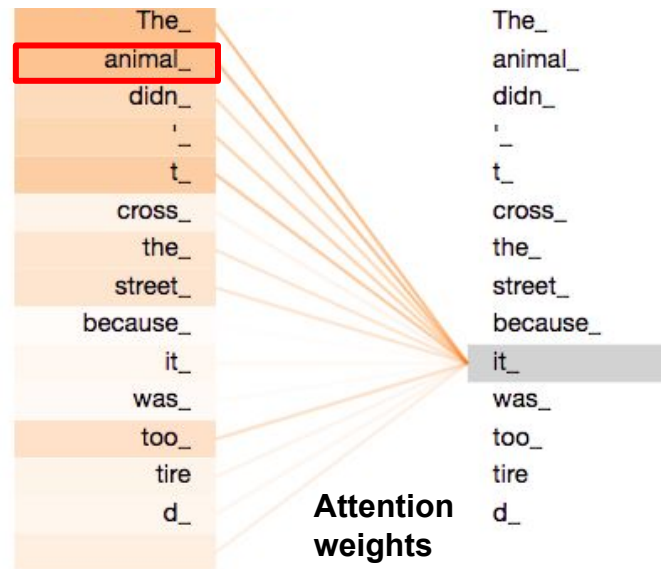 The_ The_
animal_ animal_
didn_ didn_
'_ '_
t_ t_
cross_ cross_
the_ the_
street_ street_
because_ because_
it_ it_
was_ was_
too_ too_
tire tire
d_ d_
Attention
weights